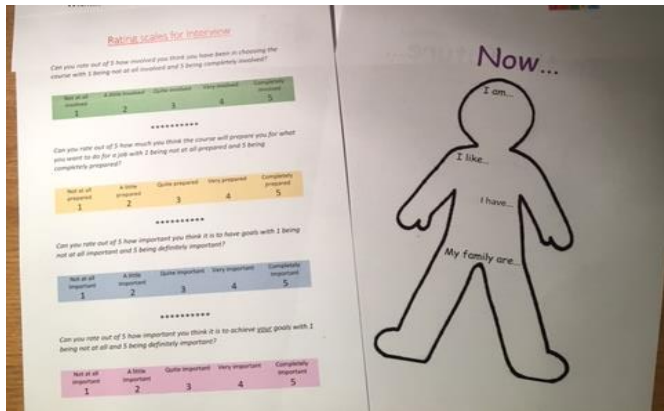 Rating scales for Interview
Can you rate out of 5 how involved you think you have been in choosing the
course with 1 being not at all involved and 5 being completely involved?
Not at all involved A little involved Quite involved Very involved Completely involved
1 2 3 4 5
**********
Can you rate out of 5 how much you think the course will prepare you for what
you want to do for a job with 1 being not at all prepared and 5 being
completely prepared?
Not at all prepared A little prepared Quite prepared Very prepared Completely prepared
1 2 3 4 5
**********
Can you rate out of 5 how important you think it is to have goals with 1 being
not at all important and 5 being definitely important?
Not at all important A little important Quite important Very important Completely important
1 2 3 4 5
**********
Can you rate out of 5 how important you think it is to achieve your goals with 1
being not at all and 5 being definitely important?
Not at all important A little important Quite important Very important Completely important
1 2 3 4 5
Now...
I am...
I like...
I have...
My family are...